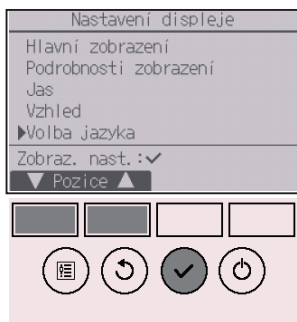 Nastavení displeje
Hlavní zobrazení
Podrobnosti zobrazení
Jas
Vzhled
▶Volba jazyka
Zobraz. nast.:✓
▼ Pozice ▲